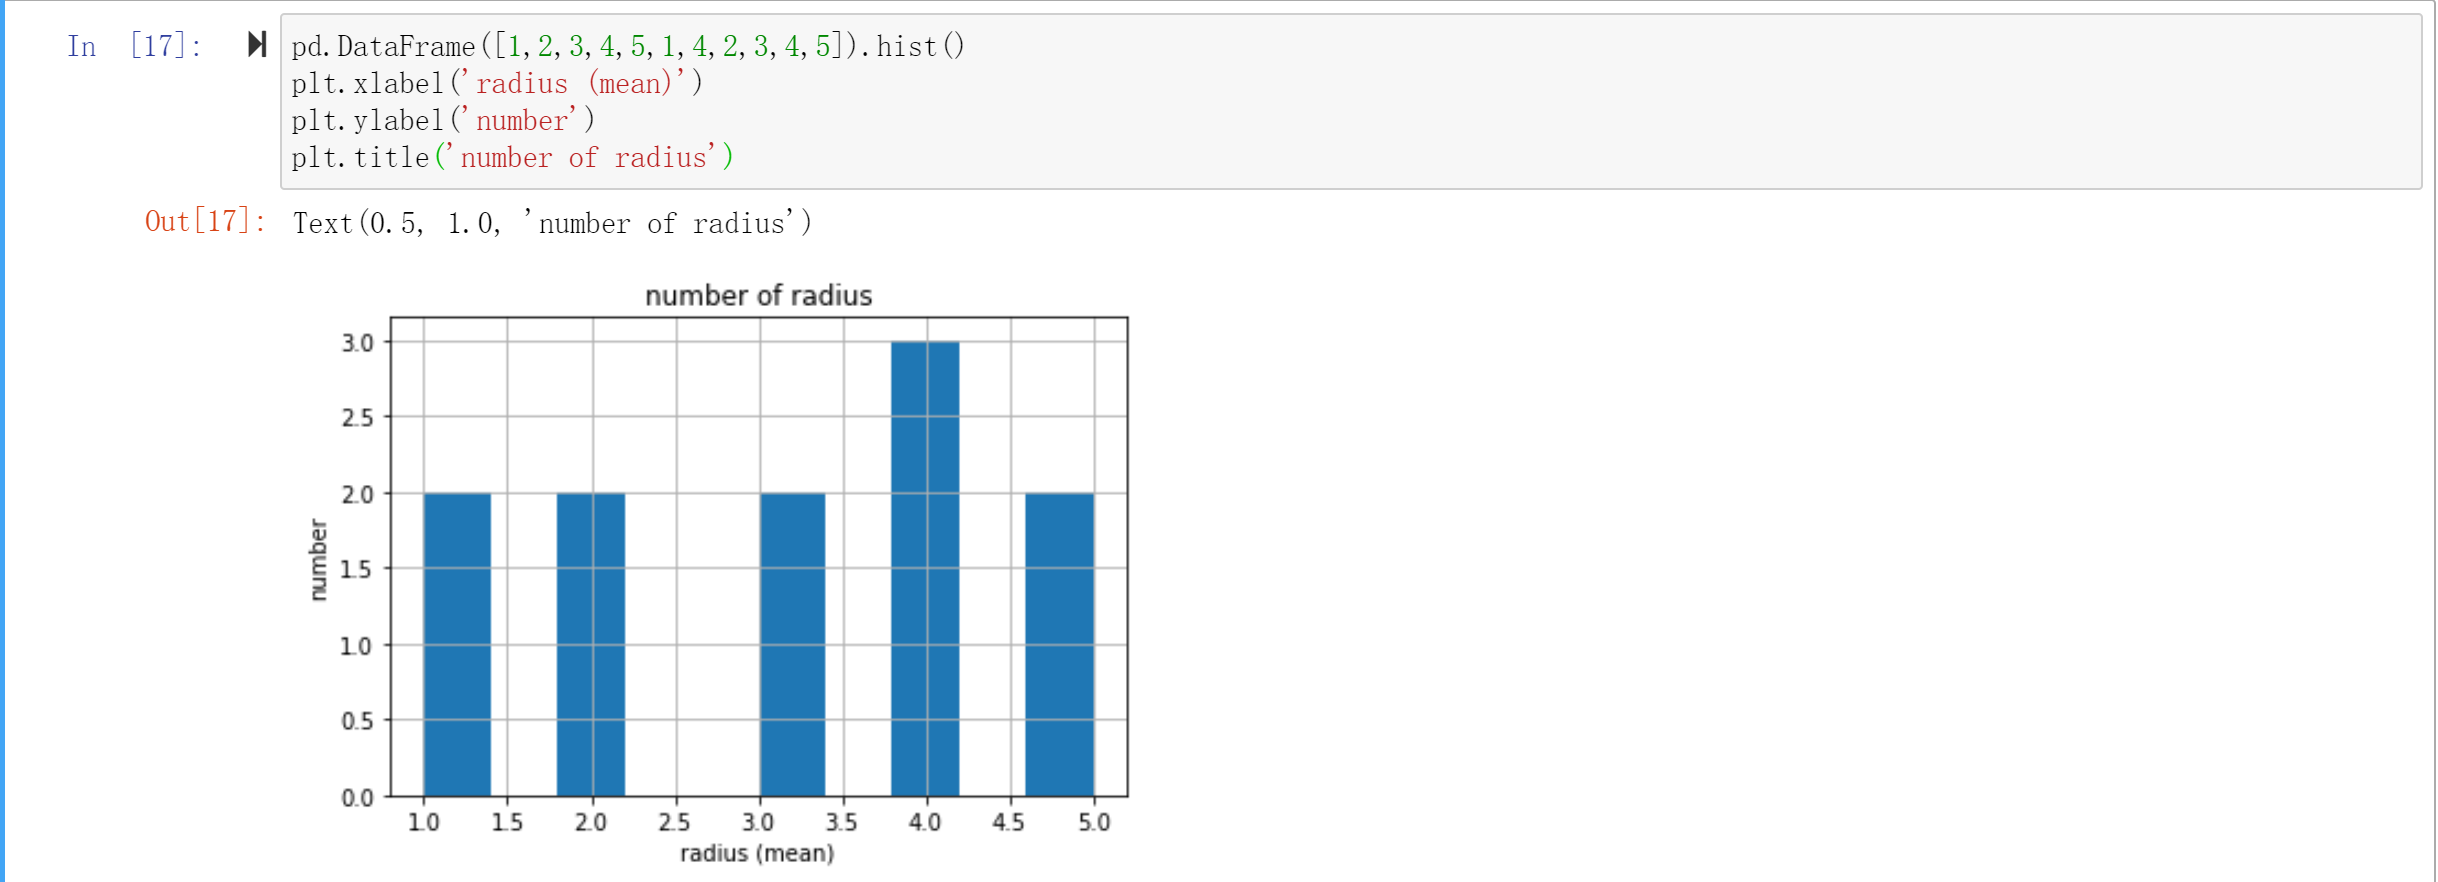 In [17]: pd.DataFrame([1,2,3,4,5,1,4,2,3,4,5]).hist()
plt.xlabel('radius (mean)')
plt.ylabel('number')
plt.title('number of radius')
Out[17]: Text(0.5, 1.0, 'number of radius')
number of radius
3.0
2.5
2.0
1.5
1.0
0.5
0.0
number
1.0 1.5 2.0 2.5 3.0 3.5 4.0 4.5 5.0
radius (mean)